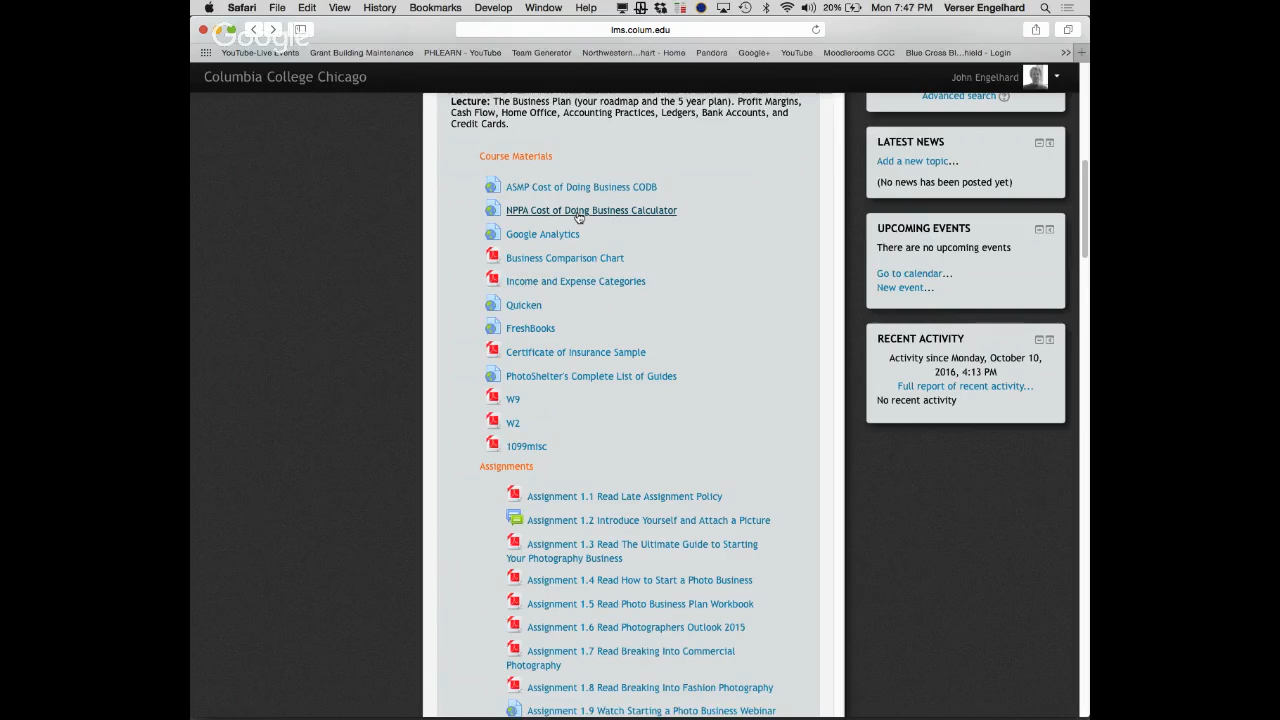 Safari File Edit View History Bookmarks Develop Window Help 20% Mon 7:47 PM Verser Engelhard
Google
lms.colum.edu
YouTube-Live Events Grant Building Maintenance PHLEARN - YouTube Team Generator Northwestern...hart - Home Pandora Google+ YouTube Moodlerooms CCC Blue Cross Bl...hield - Login >> +
Columbia College Chicago
John Engelhard
Lecture: The Business Plan (your roadmap and the 5 year plan). Profit Margins,
Cash Flow, Home Office, Accounting Practices, Ledgers, Bank Accounts, and
Credit Cards.
Course Materials
ASMP Cost of Doing Business CODB
NPPA Cost of Doing Business Calculator
Google Analytics
Business Comparison Chart
Income and Expense Categories
Quicken
FreshBooks
Certificate of Insurance Sample
PhotoShelter's Complete List of Guides
W9
W2
1099misc
Assignments
Assignment 1.1 Read Late Assignment Policy
Assignment 1.2 Introduce Yourself and Attach a Picture
Assignment 1.3 Read The Ultimate Guide to Starting
Your Photography Business
Assignment 1.4 Read How to Start a Photo Business
Assignment 1.5 Read Photo Business Plan Workbook
Assignment 1.6 Read Photographers Outlook 2015
Assignment 1.7 Read Breaking Into Commercial
Photography
Assignment 1.8 Read Breaking Into Fashion Photography
Assignment 1.9 Watch Starting a Photo Business Webinar
Advanced search
LATEST NEWS
Add a new topic...
(No news has been posted yet)
UPCOMING EVENTS
There are no upcoming events
Go to calendar...
New event...
RECENT ACTIVITY
Activity since Monday, October 10,
2016, 4:13 PM
Full report of recent activity...
No recent activity